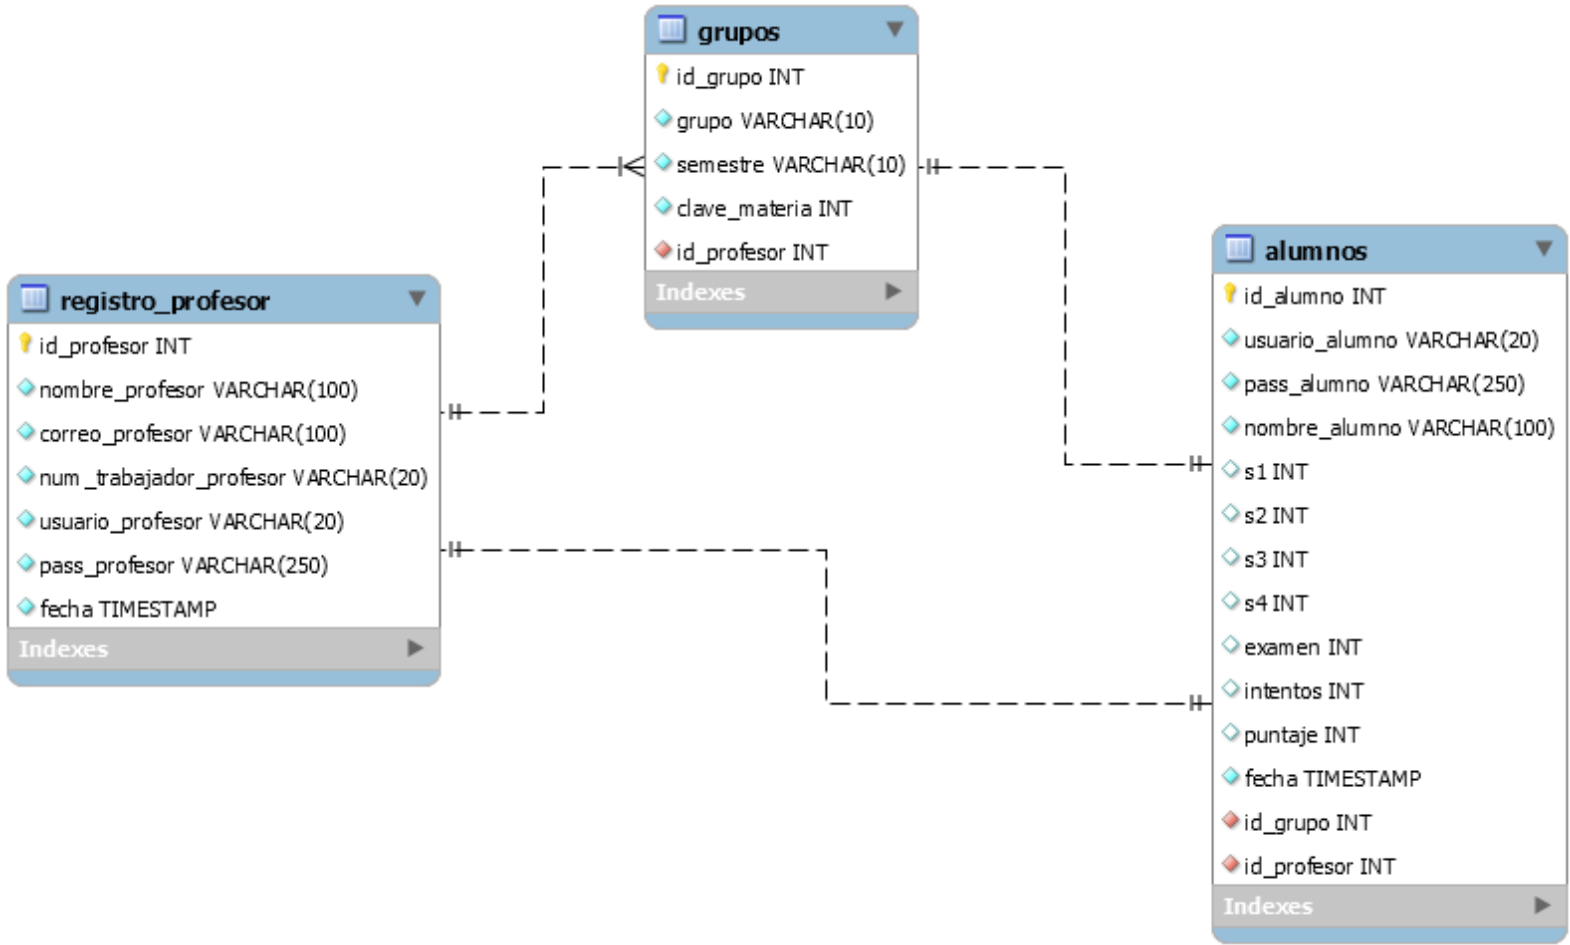 grupos
id_grupo INT
grupo VARCHAR(10)
semestre VARCHAR(10)
clave_materia INT
id_profesor INT
Indexes
registro_profesor
id_profesor INT
nombre_profesor VARCHAR(100)
correo_profesor VARCHAR(100)
num_trabajador_profesor VARCHAR(20)
usuario_profesor VARCHAR(20)
pass_profesor VARCHAR(250)
fecha TIMESTAMP
Indexes
alumnos
id_alumno INT
usuario_alumno VARCHAR(20)
pass_alumno VARCHAR(250)
nombre_alumno VARCHAR(100)
s1 INT
s2 INT
s3 INT
s4 INT
examen INT
intentos INT
puntaje INT
fecha TIMESTAMP
id_grupo INT
id_profesor INT
Indexes